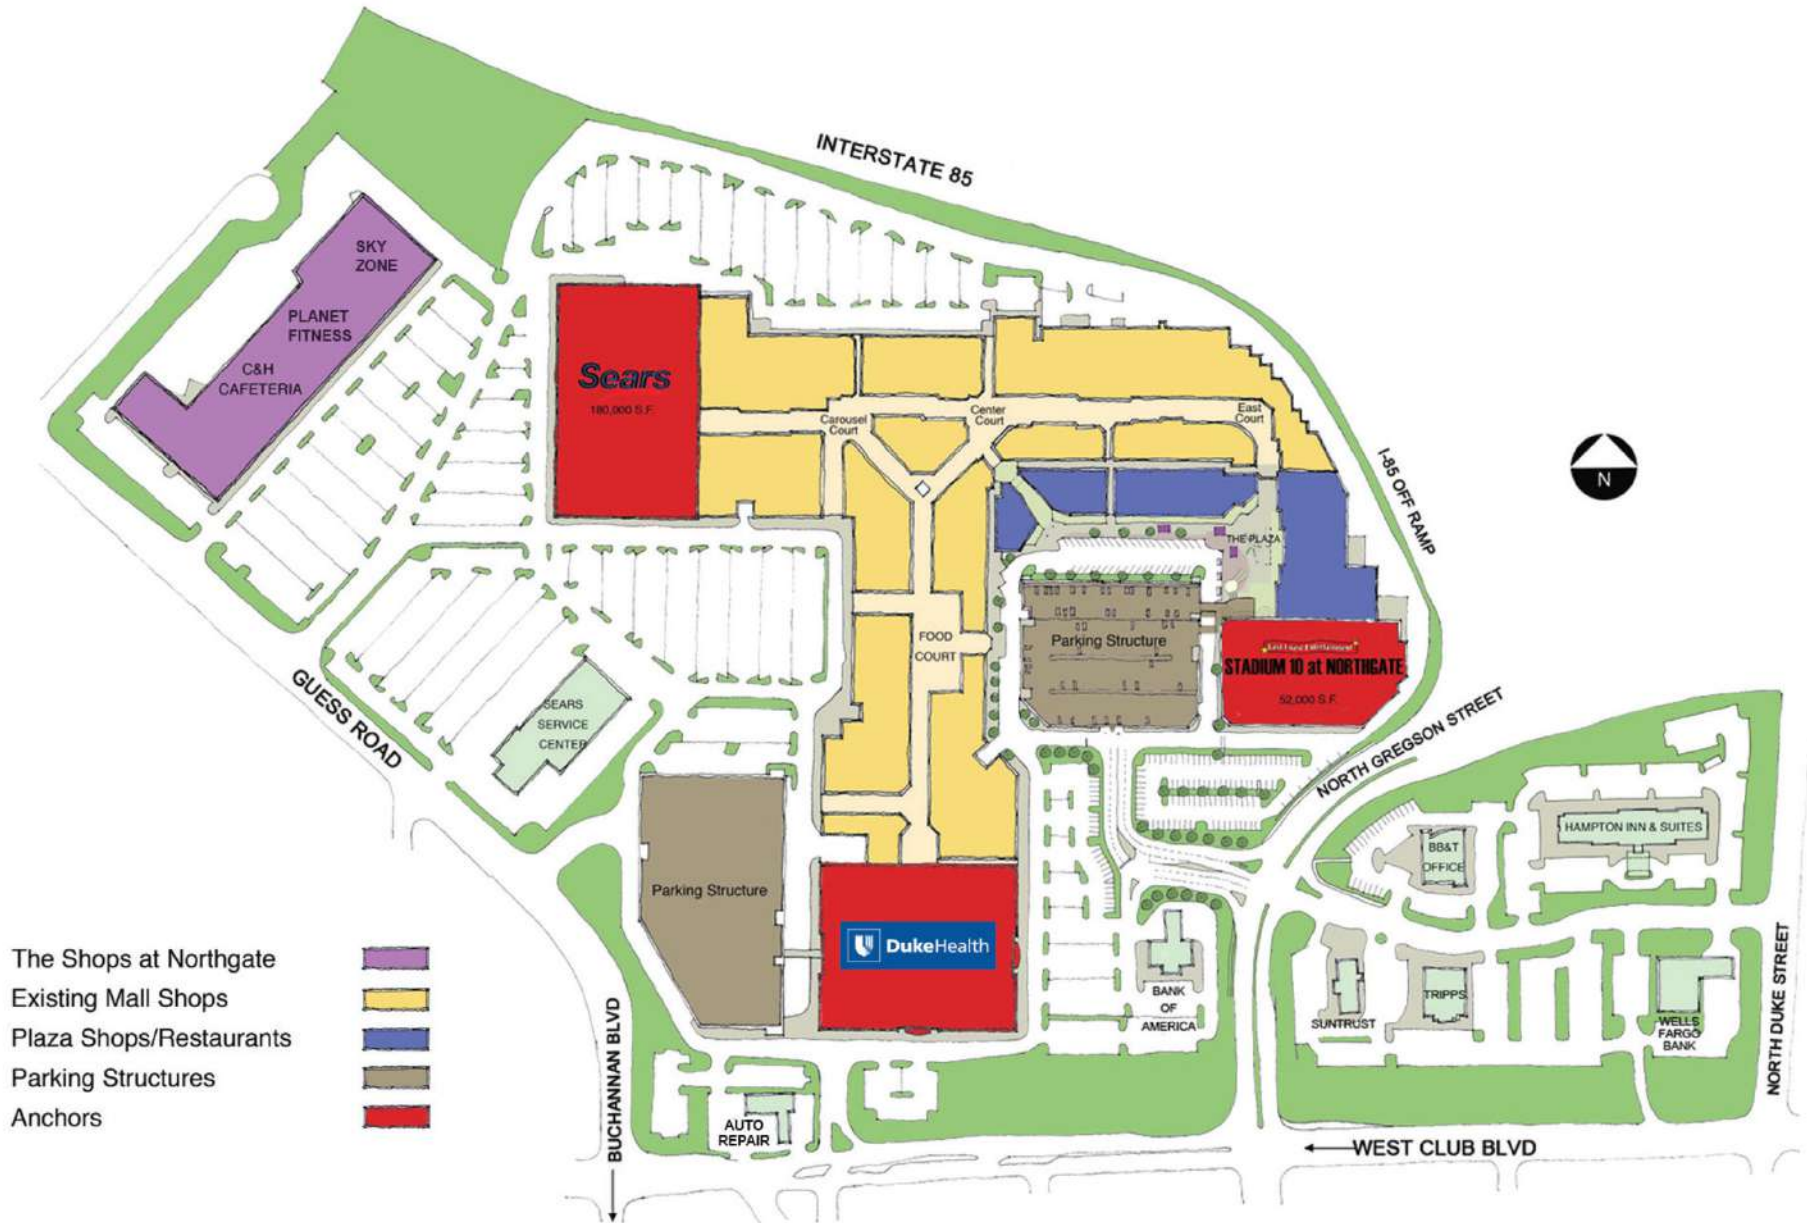 INTERSTATE 85
SKY
ZONE
PLANET
FITNESS
C&H
CAFETERIA
Sears
180,000 S.F.
Carousel
Court
Center
Court
East
Court
I-85 OFF RAMP
N
THE PLAZA
FOOD
COURT
Parking Structure
STADIUM 10 at NORTHGATE
52,000 S.F.
GUESS ROAD
SEARS
SERVICE
CENTER
NORTH GREGSON STREET
HAMPTON INN & SUITES
BB&T
OFFICE
Parking Structure
DukeHealth
BANK
OF
AMERICA
SUNTRUST
TRIPPS
WELLS
FARGO
BANK
NORTH DUKE STREET
The Shops at Northgate
Existing Mall Shops
Plaza Shops/Restaurants
Parking Structures
Anchors
BUCHANNAN BLVD
AUTO
REPAIR
WEST CLUB BLVD